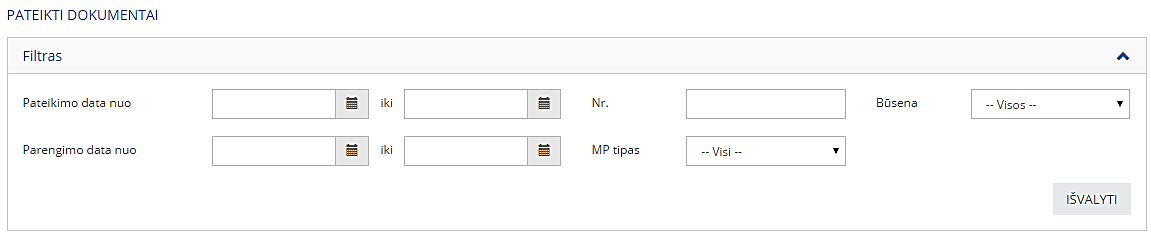 PATEIKTI DOKUMENTAI
Filtras
Pateikimo data nuo iki Nr. Būsena -- Visos --
Parengimo data nuo iki MP tipas -- Visi --
IŠVALYTI